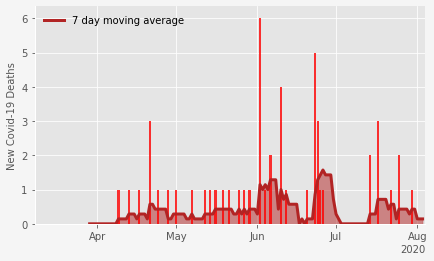 7 day moving average
New Covid-19 Deaths
6
5
4
3
2
1
0
Apr
May
Jun
Jul
Aug
2020